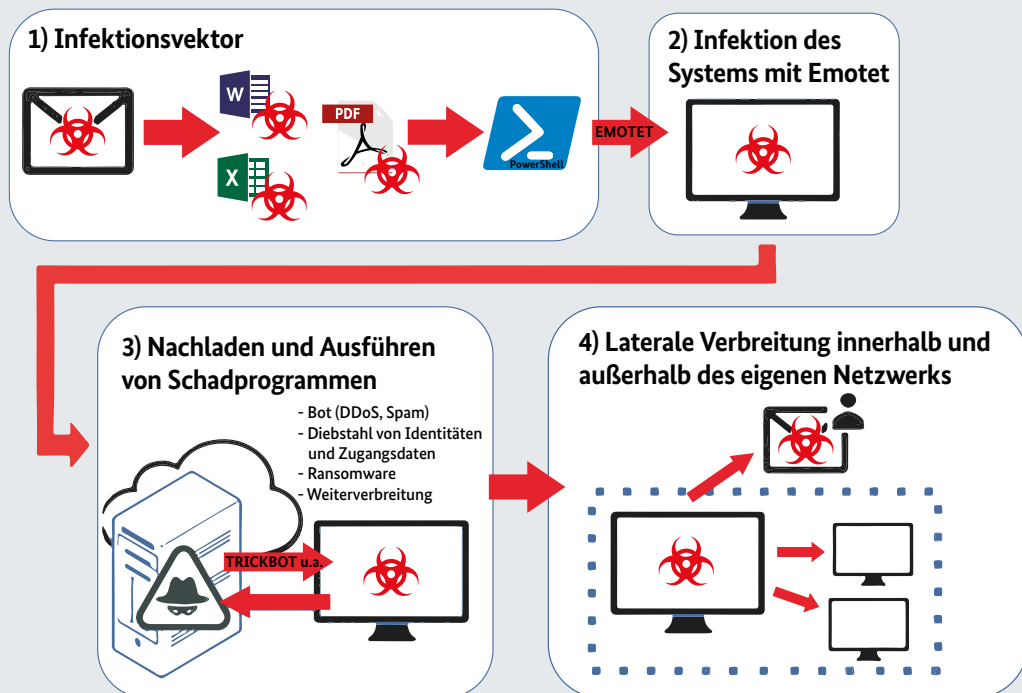 1) Infektionsvektor
W
X
PDF
PowerShell
EMOTET
2) Infektion des
Systems mit Emotet
3) Nachladen und Ausführen
von Schadprogrammen
- Bot (DDoS, Spam)
- Diebstahl von Identitäten
und Zugangsdaten
- Ransomware
- Weiterverbreitung
TRICKBOT u.a.
4) Laterale Verbreitung innerhalb und
außerhalb des eigenen Netzwerks